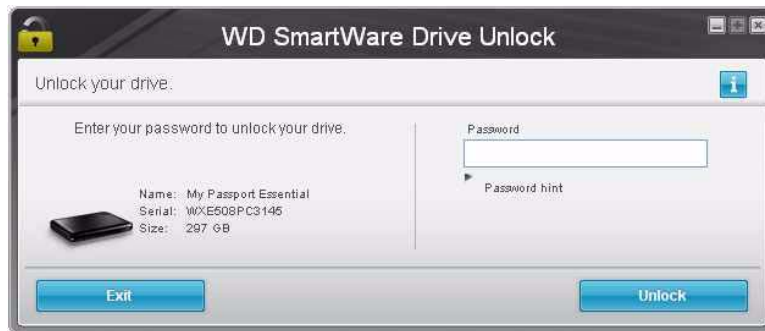 WD SmartWare Drive Unlock
Unlock your drive.
i
Enter your password to unlock your drive.
Name: My Passport Essential
Serial: WXE508PC3145
Size: 297 GB
Password
Password hint
Exit
Unlock